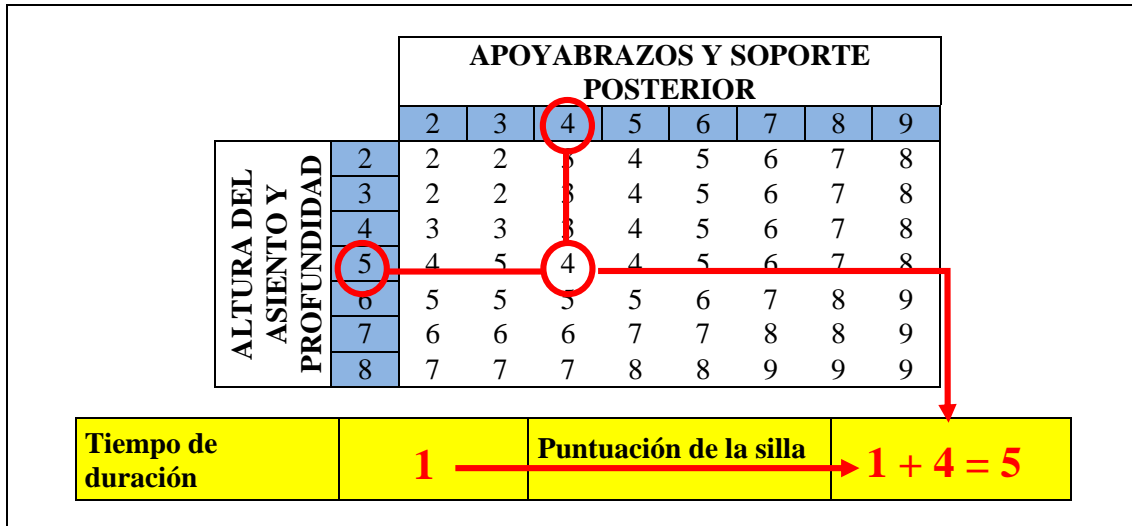 APOYABRAZOS Y SOPORTE
POSTERIOR
2 3 4 5 6 7 8 9
ALTURA DEL
ASIENTO Y
PROFUNDIDAD
2 2 2 3 4 5 6 7 8
3 2 2 3 4 5 6 7 8
4 3 3 3 4 5 6 7 8
5 4 5 4 4 5 6 7 8
6 5 5 5 5 6 7 8 9
7 6 6 6 7 7 8 8 9
8 7 7 7 8 8 9 9 9
Tiempo de
duración
1
Puntuación de la silla
1 + 4 = 5